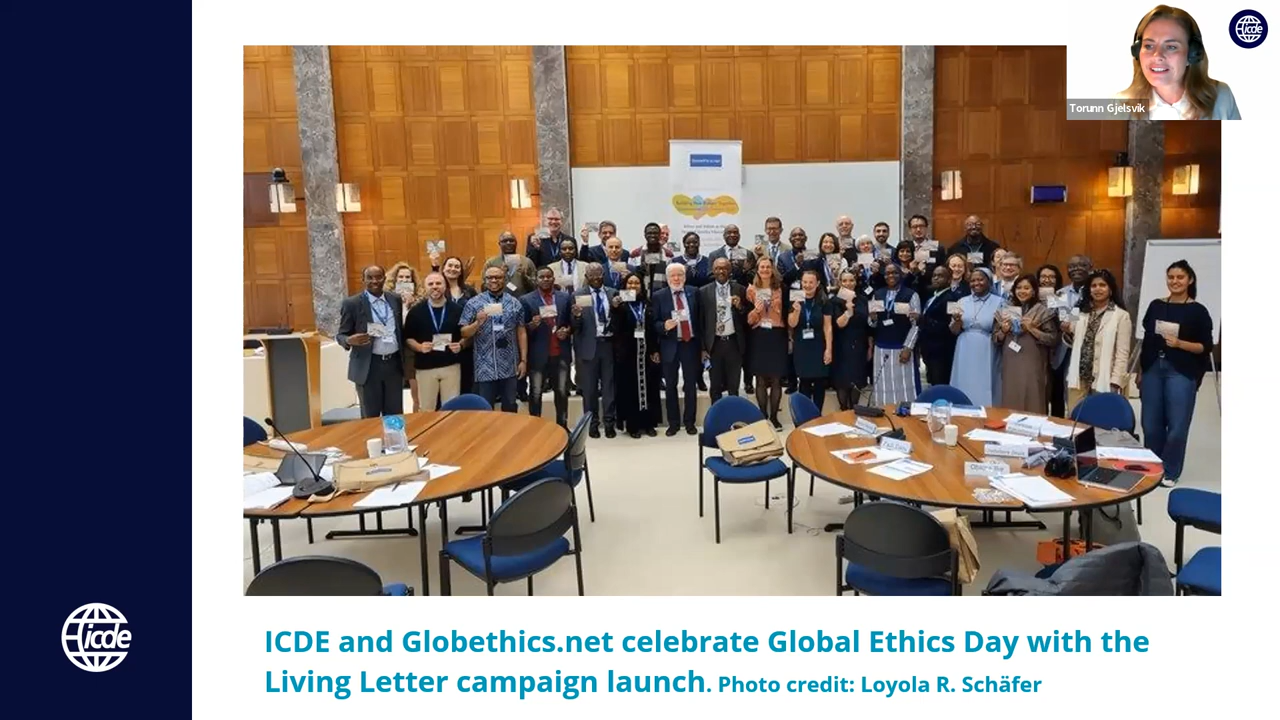 icde
Torunn Gjelsvik
icde
ICDE and Globethics.net celebrate Global Ethics Day with the
Living Letter campaign launch. Photo credit: Loyola R. Schäfer